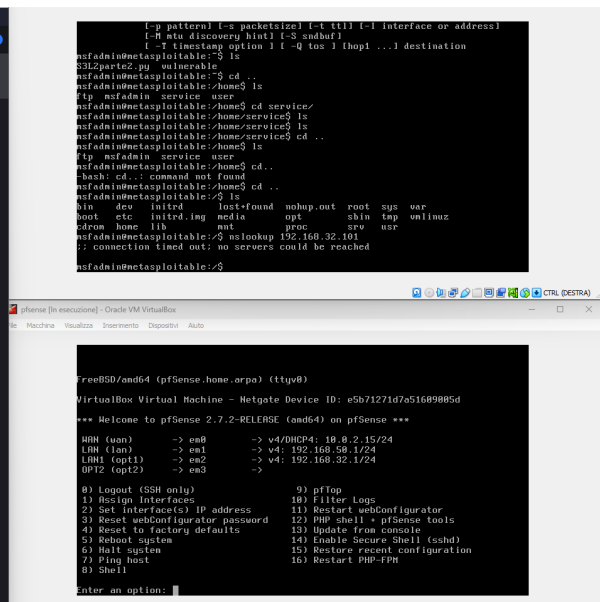 [-p pattern] [-s packetsize] [-t ttl] [-I interface or address]
[-M mtu discovery hint] [-S sndbuf]
[ -T timestamp option ] [ -Q tos ] [hop1 ...] destination
msfadmin@metasploitable:~$ ls
S3L2parte2.py vulnerable
msfadmin@metasploitable:~$ cd ..
msfadmin@metasploitable:/home$ ls
ftp msfadmin service user
msfadmin@metasploitable:/home$ cd service/
msfadmin@metasploitable:/home/service$ ls
msfadmin@metasploitable:/home/service$ ls
msfadmin@metasploitable:/home/service$ cd ..
msfadmin@metasploitable:/home$ ls
ftp msfadmin service user
msfadmin@metasploitable:/home$ cd..
-bash: cd..: command not found
msfadmin@metasploitable:/home$ cd ..
msfadmin@metasploitable:/$ ls
bin dev initrd lost+found nohup.out root sys var
boot etc initrd.img media opt sbin tmp vmlinuz
cdrom home lib mnt proc srv usr
msfadmin@metasploitable:/$ nslookup 192.168.32.101
;; connection timed out; no servers could be reached
msfadmin@metasploitable:/$
CTRL (DESTRA)
pfsense [In esecuzione] - Oracle VM VirtualBox
File Macchina Visualizza Inserimento Dispositivi Aiuto
FreeBSD/amd64 (pfSense.home.arpa) (ttyv0)
VirtualBox Virtual Machine - Netgate Device ID: e5b71271d7a51609005d
*** Welcome to pfSense 2.7.2-RELEASE (amd64) on pfSense ***
WAN (wan) -> em0 -> v4/DHCP4: 10.0.2.15/24
LAN (lan) -> em1 -> v4: 192.168.50.1/24
LAN1 (opt1) -> em2 -> v4: 192.168.32.1/24
OPT2 (opt2) -> em3 ->
0) Logout (SSH only) 9) pfTop
1) Assign Interfaces 10) Filter Logs
2) Set interface(s) IP address 11) Restart webConfigurator
3) Reset webConfigurator password 12) PHP shell + pfSense tools
4) Reset to factory defaults 13) Update from console
5) Reboot system 14) Enable Secure Shell (sshd)
6) Halt system 15) Restore recent configuration
7) Ping host 16) Restart PHP-FPM
8) Shell
Enter an option: